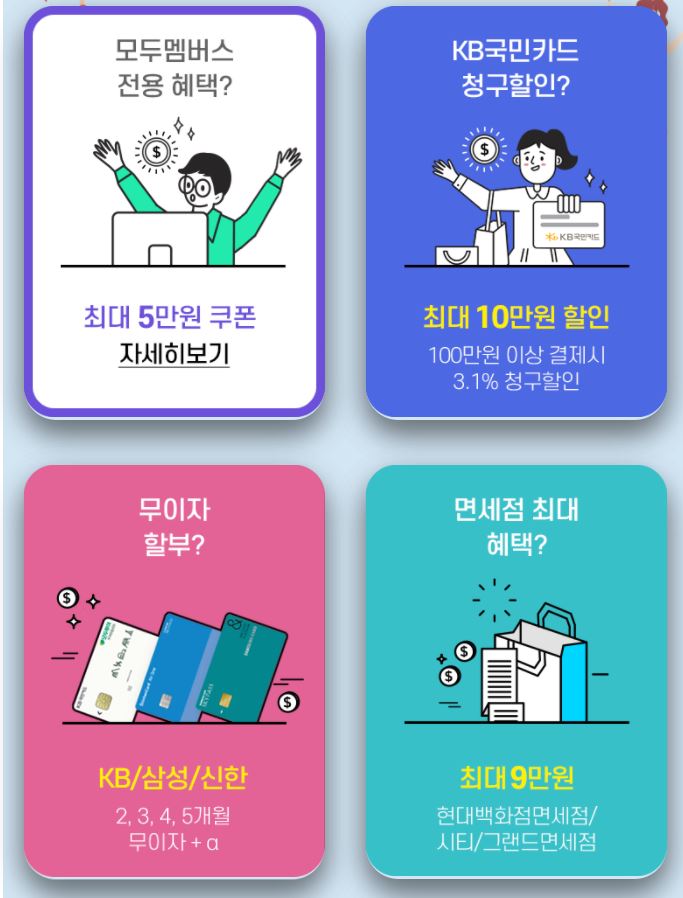 모두멤버스
전용 혜택?
최대 5만원 쿠폰
자세히보기
KB국민카드
청구할인?
KB국민카드
최대 10만원 할인
100만원 이상 결제시
3.1% 청구할인
무이자
할부?
KB/삼성/신한
2, 3, 4, 5개월
무이자 + α
면세점 최대
혜택?
최대 9만원
현대백화점면세점/
시티/그랜드면세점